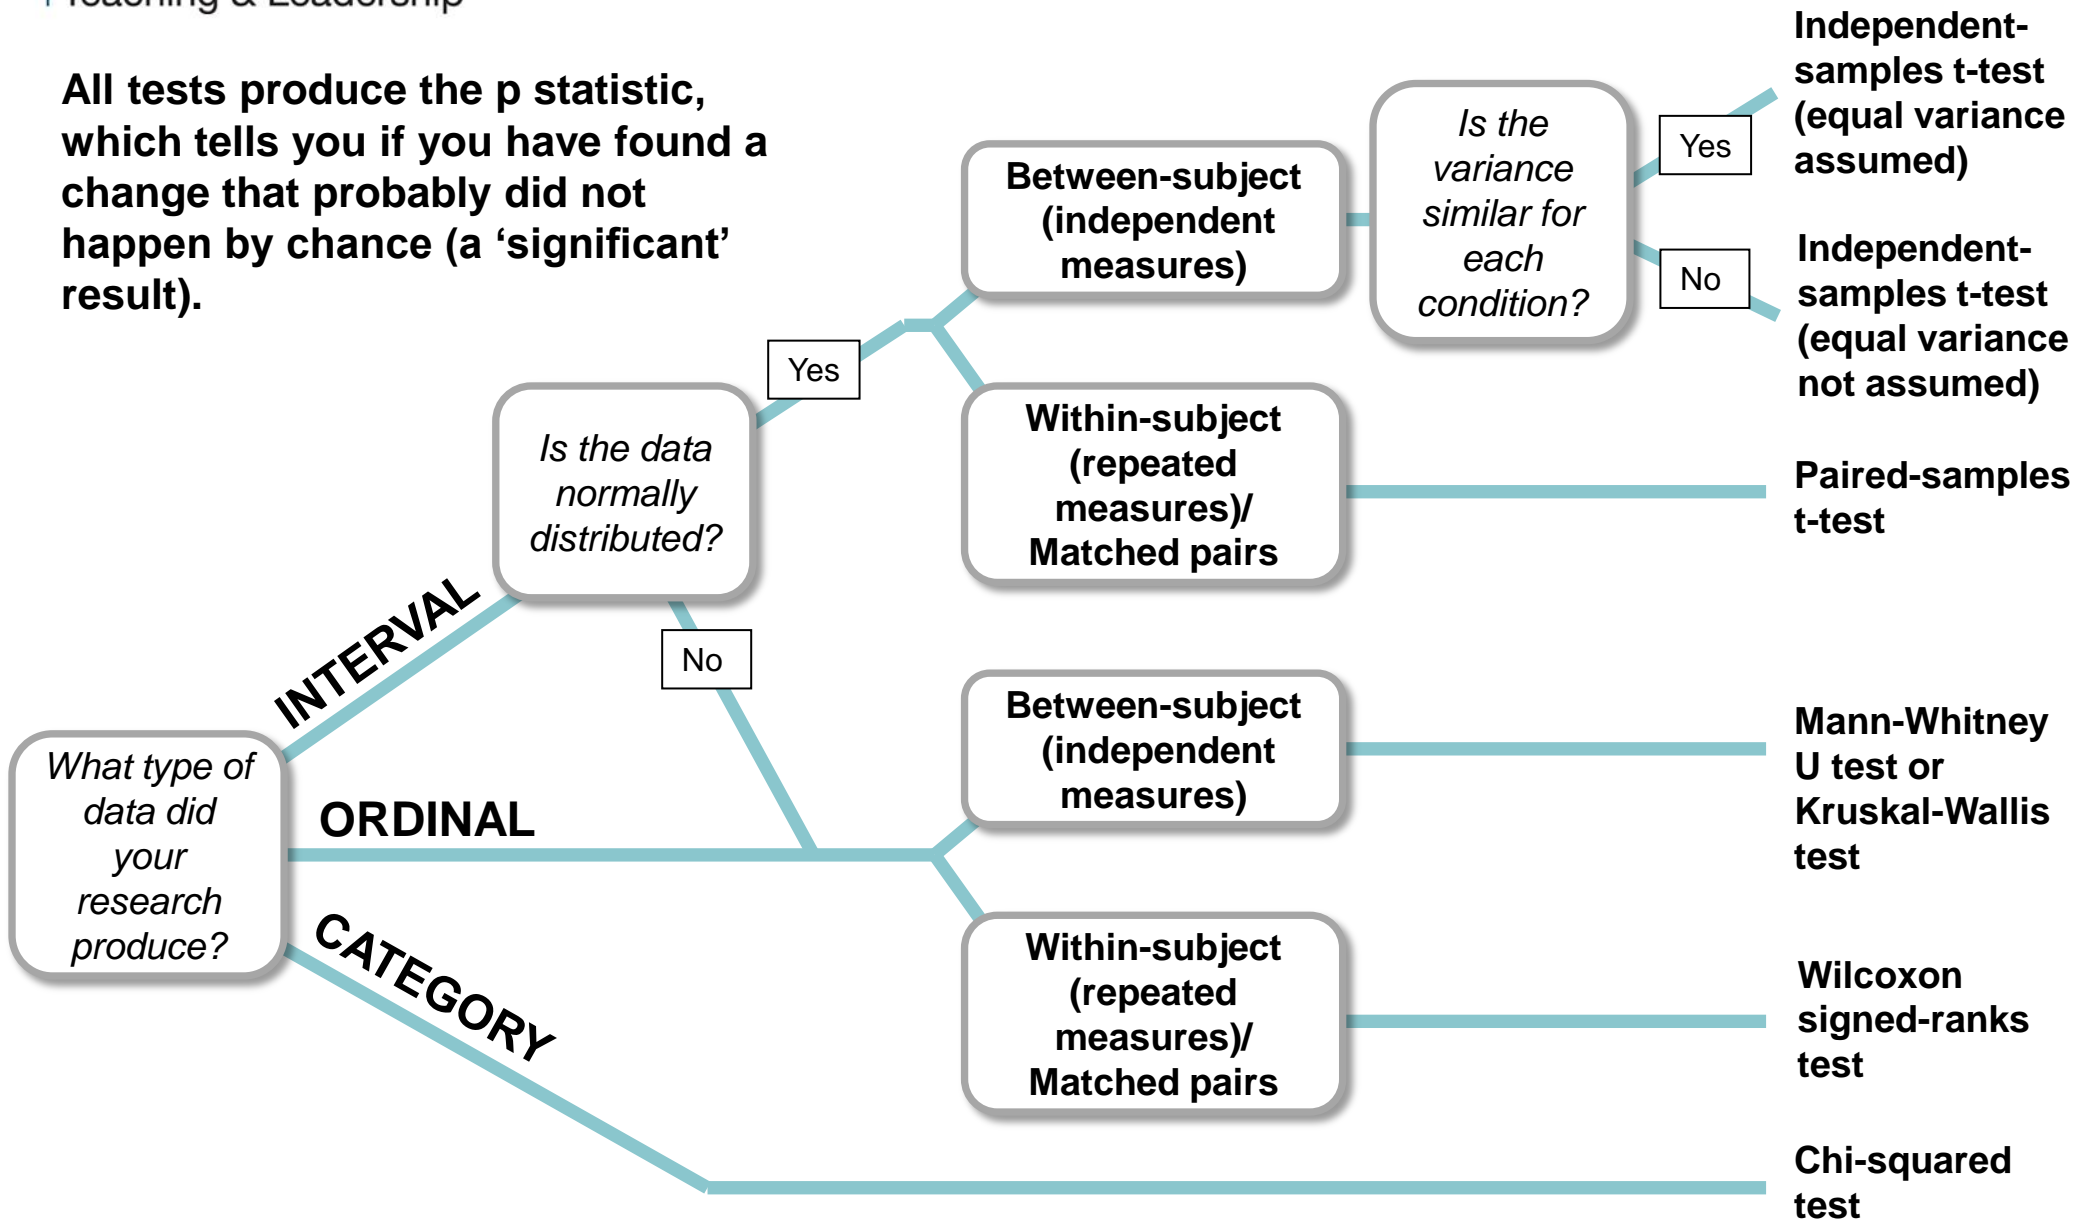 Teaching & Leadership
All tests produce the p statistic,
which tells you if you have found a
change that probably did not
happen by chance (a ‘significant’
result).
What type of
data did
your
research
produce?
INTERVAL
ORDINAL
CATEGORY
Is the data
normally
distributed?
Yes
No
Between-subject
(independent
measures)
Within-subject
(repeated
measures)/
Matched pairs
Is the
variance
similar for
each
condition?
Yes
No
Independent-
samples t-test
(equal variance
assumed)
Independent-
samples t-test
(equal variance
not assumed)
Paired-samples
t-test
Between-subject
(independent
measures)
Within-subject
(repeated
measures)/
Matched pairs
Mann-Whitney
U test or
Kruskal-Wallis
test
Wilcoxon
signed-ranks
test
Chi-squared
test